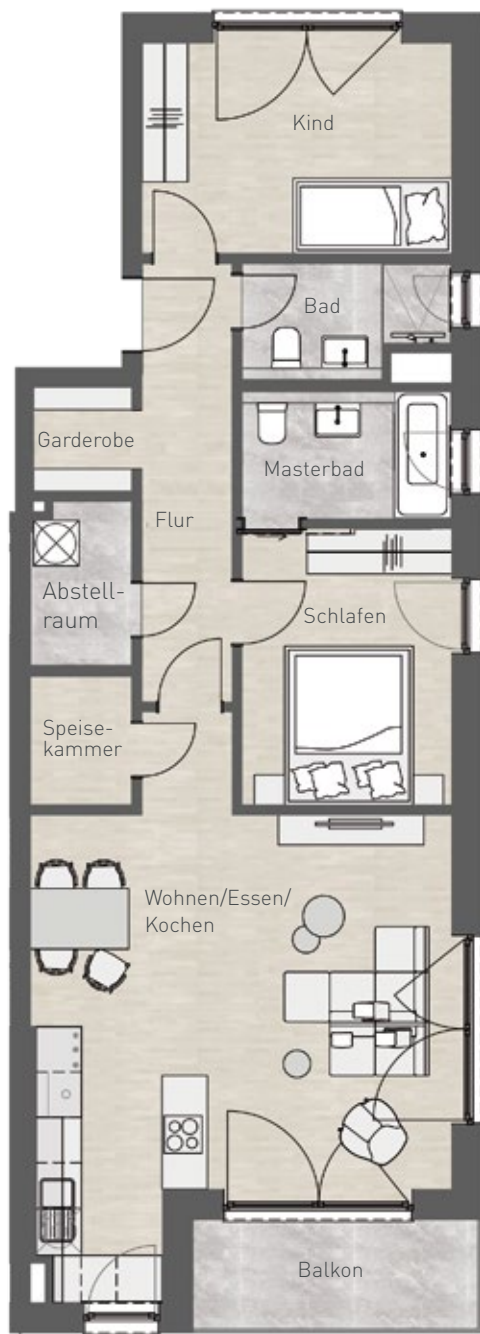 Kind
Bad
Garderobe
Masterbad
Flur
Abstell-
raum
Schlafen
Speise-
kammer
Wohnen/Essen/
Kochen
Balkon